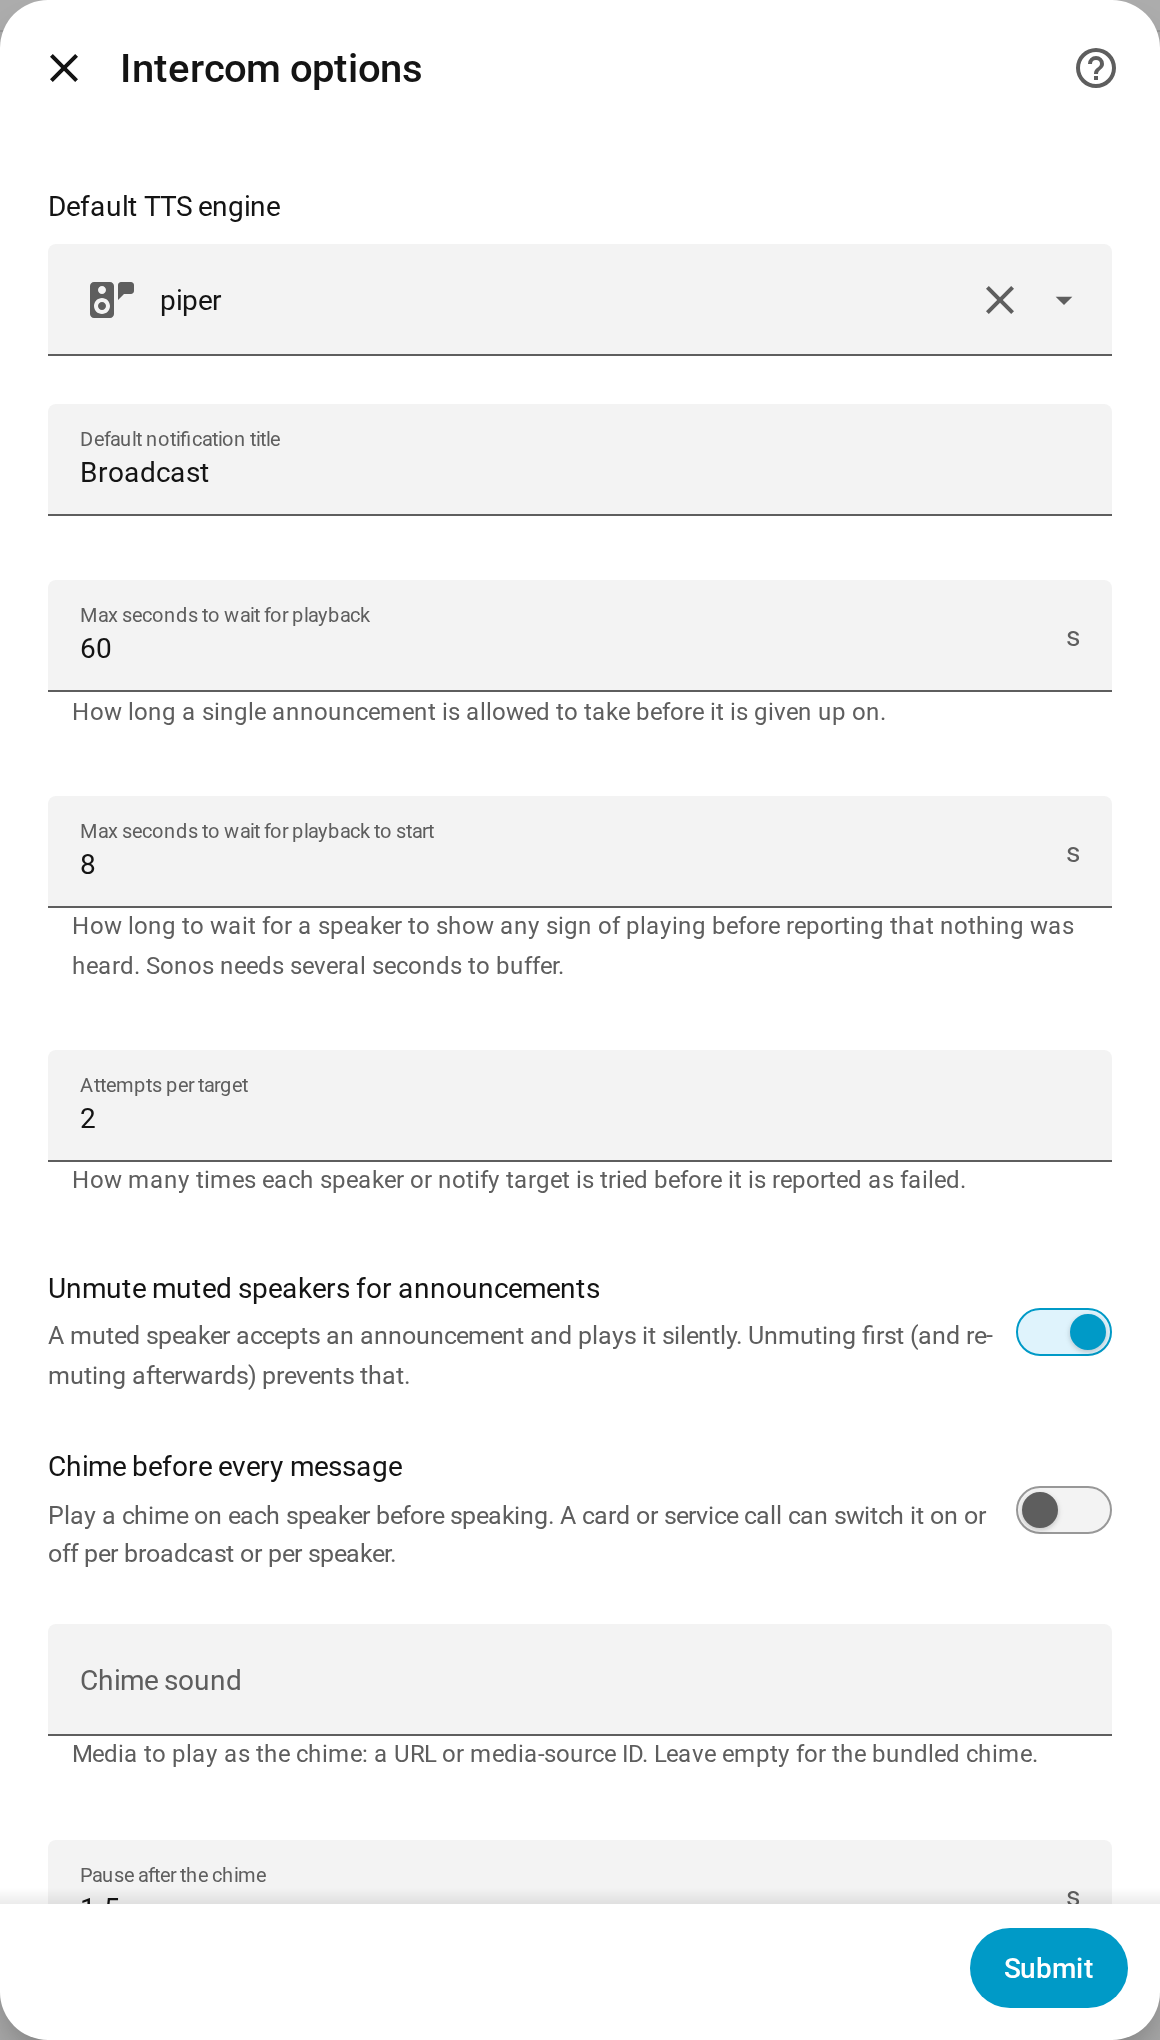 Intercom options
Default TTS engine
piper
Default notification title
Broadcast
Max seconds to wait for playback
60
s
How long a single announcement is allowed to take before it is given up on.
Max seconds to wait for playback to start
8
s
How long to wait for a speaker to show any sign of playing before reporting that nothing was
heard. Sonos needs several seconds to buffer.
Attempts per target
2
How many times each speaker or notify target is tried before it is reported as failed.
Unmute muted speakers for announcements
A muted speaker accepts an announcement and plays it silently. Unmuting first (and re-
muting afterwards) prevents that.
Chime before every message
Play a chime on each speaker before speaking. A card or service call can switch it on or
off per broadcast or per speaker.
Chime sound
Media to play as the chime: a URL or media-source ID. Leave empty for the bundled chime.
Pause after the chime
s
Submit